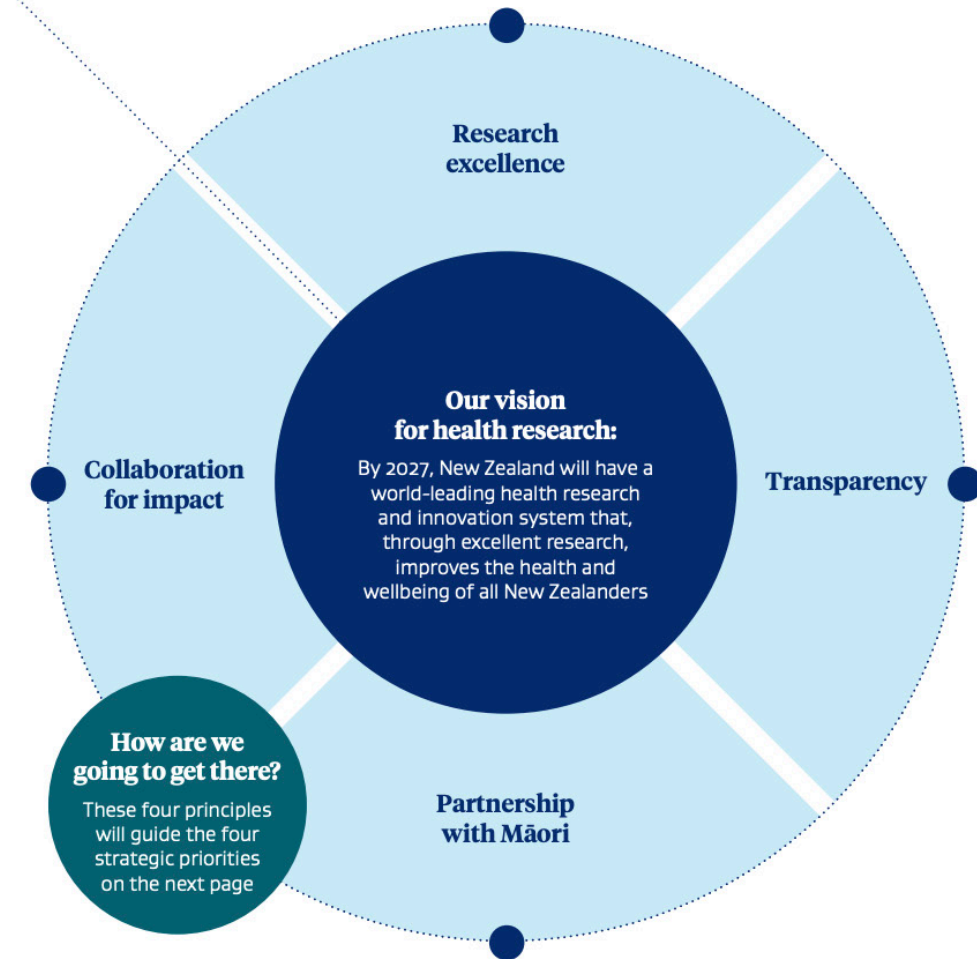 Research
excellence
Our vision
for health research:
By 2027, New Zealand will have a
world-leading health research
and innovation system that,
through excellent research,
improves the health and
wellbeing of all New Zealanders
Collaboration
for impact
Transparency
How are we
going to get there?
These four principles
will guide the four
strategic priorities
on the next page
Partnership
with Māori